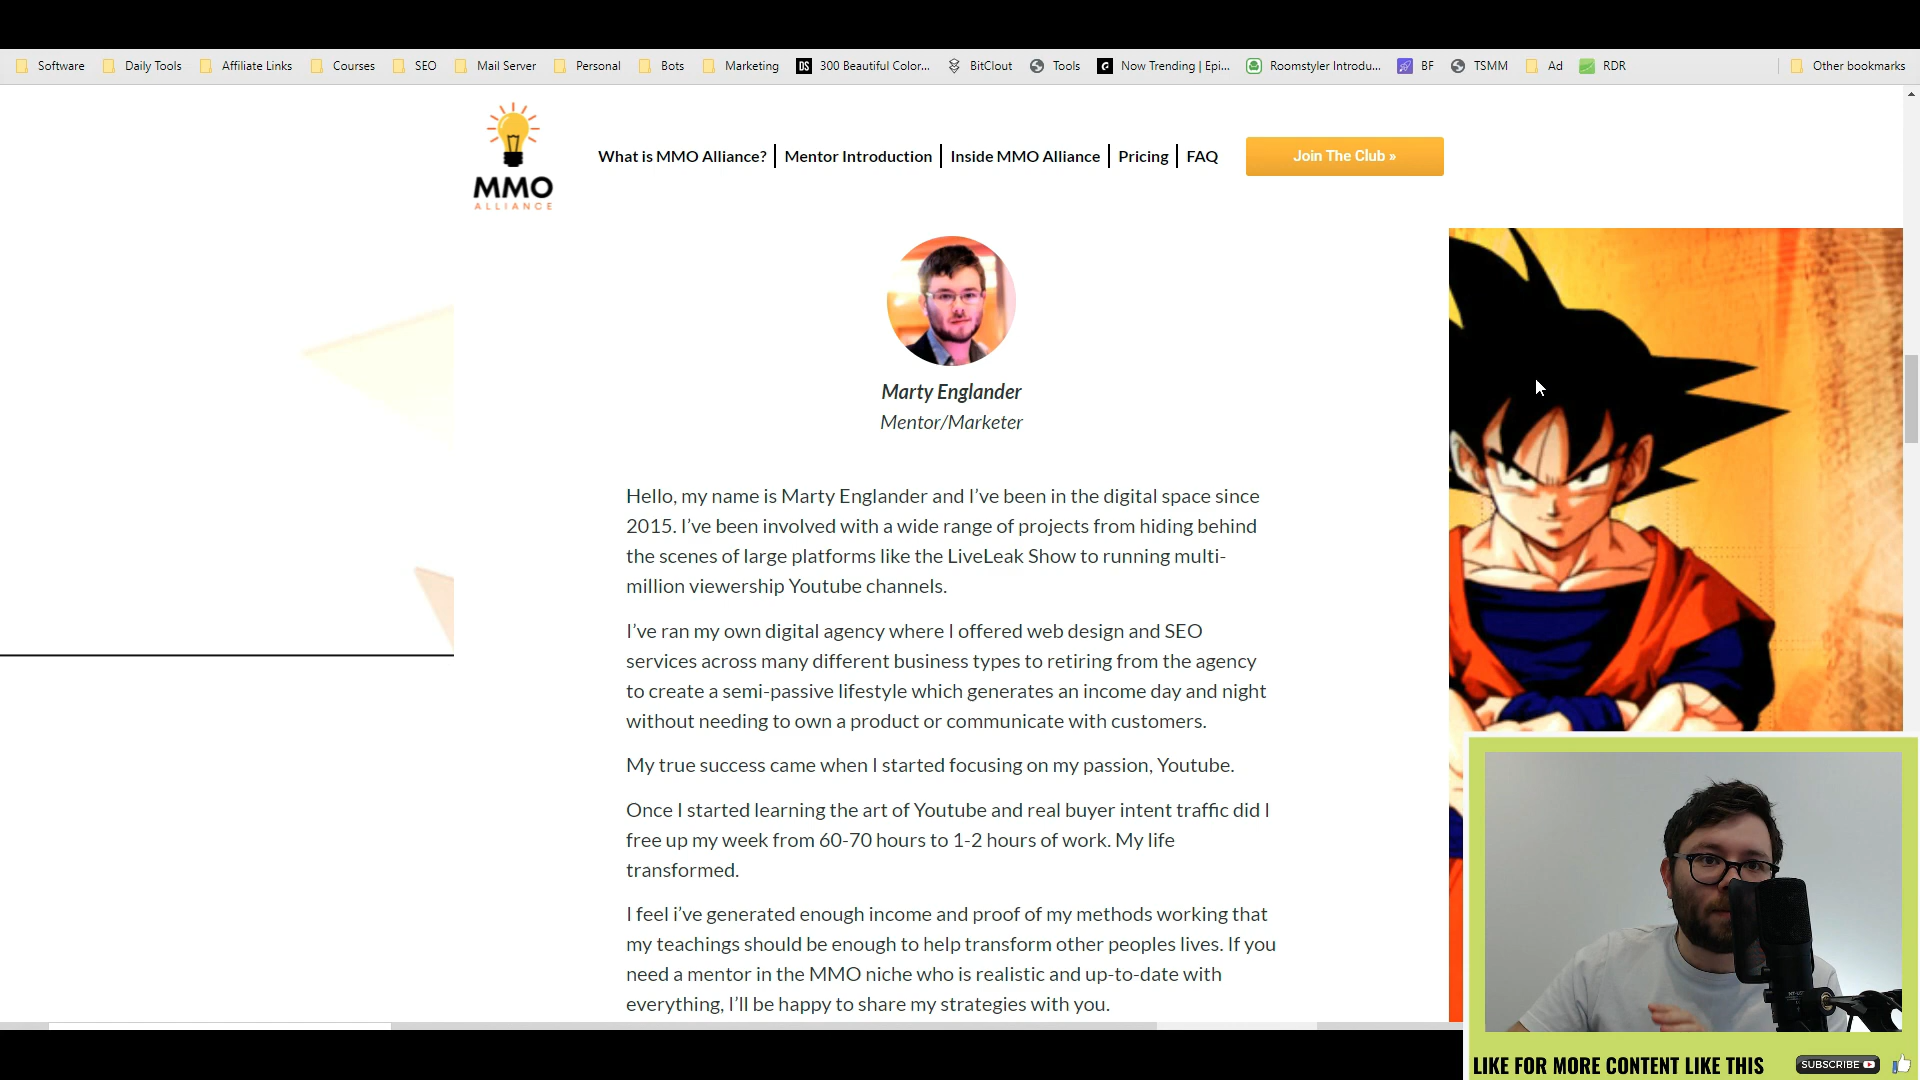 Software Daily Tools Affiliate Links Courses SEO Mail Server Personal Bots Marketing DS 300 Beautiful Color... BitClout Tools G Now Trending | Epi... Roomstyler Introdu... BF TSMM Ad RDR Other bookmarks
MMO
ALLIANCE
What is MMO Alliance? Mentor Introduction Inside MMO Alliance Pricing FAQ Join The Club »
Marty Englander
Mentor/Marketer
Hello, my name is Marty Englander and I've been in the digital space since
2015. I've been involved with a wide range of projects from hiding behind
the scenes of large platforms like the LiveLeak Show to running multi-
million viewership Youtube channels.
I've ran my own digital agency where I offered web design and SEO
services across many different business types to retiring from the agency
to create a semi-passive lifestyle which generates an income day and night
without needing to own a product or communicate with customers.
My true success came when I started focusing on my passion, Youtube.
Once I started learning the art of Youtube and real buyer intent traffic did I
free up my week from 60-70 hours to 1-2 hours of work. My life
transformed.
I feel i've generated enough income and proof of my methods working that
my teachings should be enough to help transform other peoples lives. If you
need a mentor in the MMO niche who is realistic and up-to-date with
everything, I'll be happy to share my strategies with you.
LIKE FOR MORE CONTENT LIKE THIS SUBSCRIBE